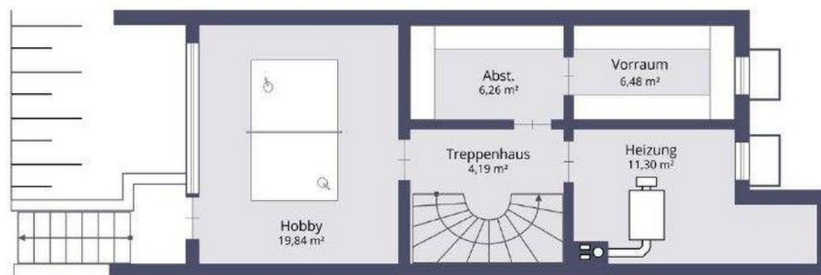 Abst.
6,26 m²
Vorraum
6,48 m²
Treppenhaus
4,19 m²
Heizung
11,30 m²
Hobby
19,84 m²